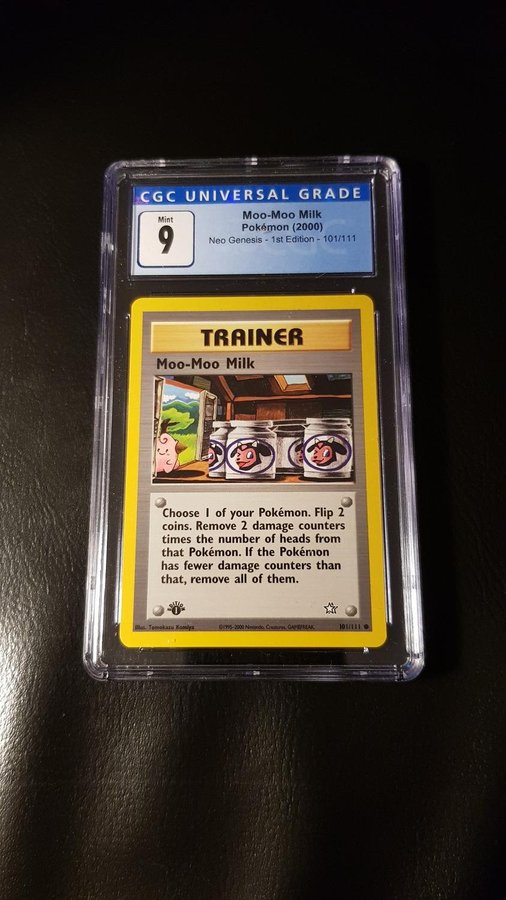 CGC UNIVERSAL GRADE
Mint
9
Moo-Moo Milk
Pokémon (2000)
Neo Genesis - 1st Edition - 101/111
TRAINER
Moo-Moo Milk
Choose 1 of your Pokémon. Flip 2
coins. Remove 2 damage counters
times the number of heads from
that Pokémon. If the Pokémon
has fewer damage counters than
that, remove all of them.
Illus. Tomokazu Komiya
©1995-2000 Nintendo, Creatures, GAMEFREAK.
101/111